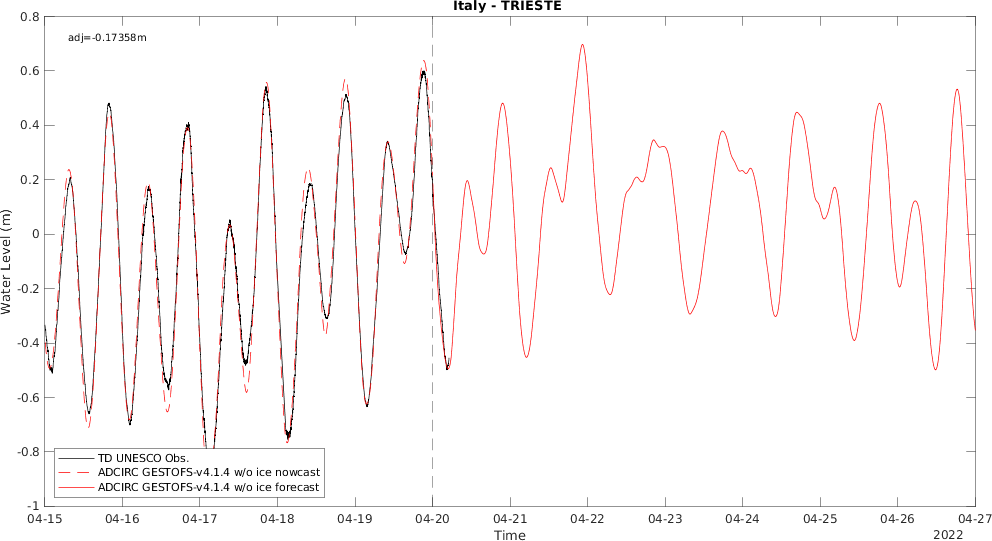 Italy - TRIESTE
adj=-0.17358m
0.8
0.6
0.4
0.2
0
-0.2
-0.4
-0.6
-0.8
-1
Water Level (m)
TD UNESCO Obs.
ADCIRC GESTOFS-v4.1.4 w/o ice nowcast
ADCIRC GESTOFS-v4.1.4 w/o ice forecast
04-15 04-16 04-17 04-18 04-19 04-20 04-21 04-22 04-23 04-24 04-25 04-26 04-27
Time
2022